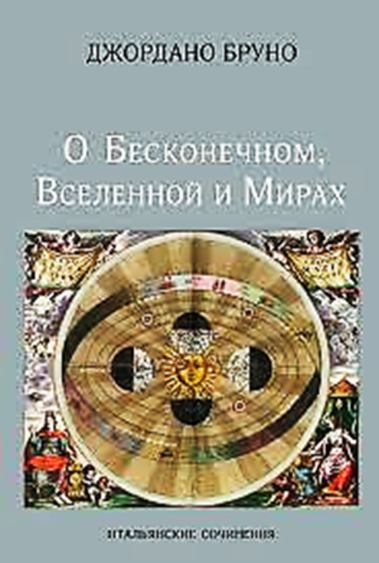 ДЖОРДАНО БРУНО
О БЕСКОНЕЧНОМ,
ВСЕЛЕННОЙ И МИРАХ
ИТАЛЬЯНСКИЕ СОЧИНЕНИЯ